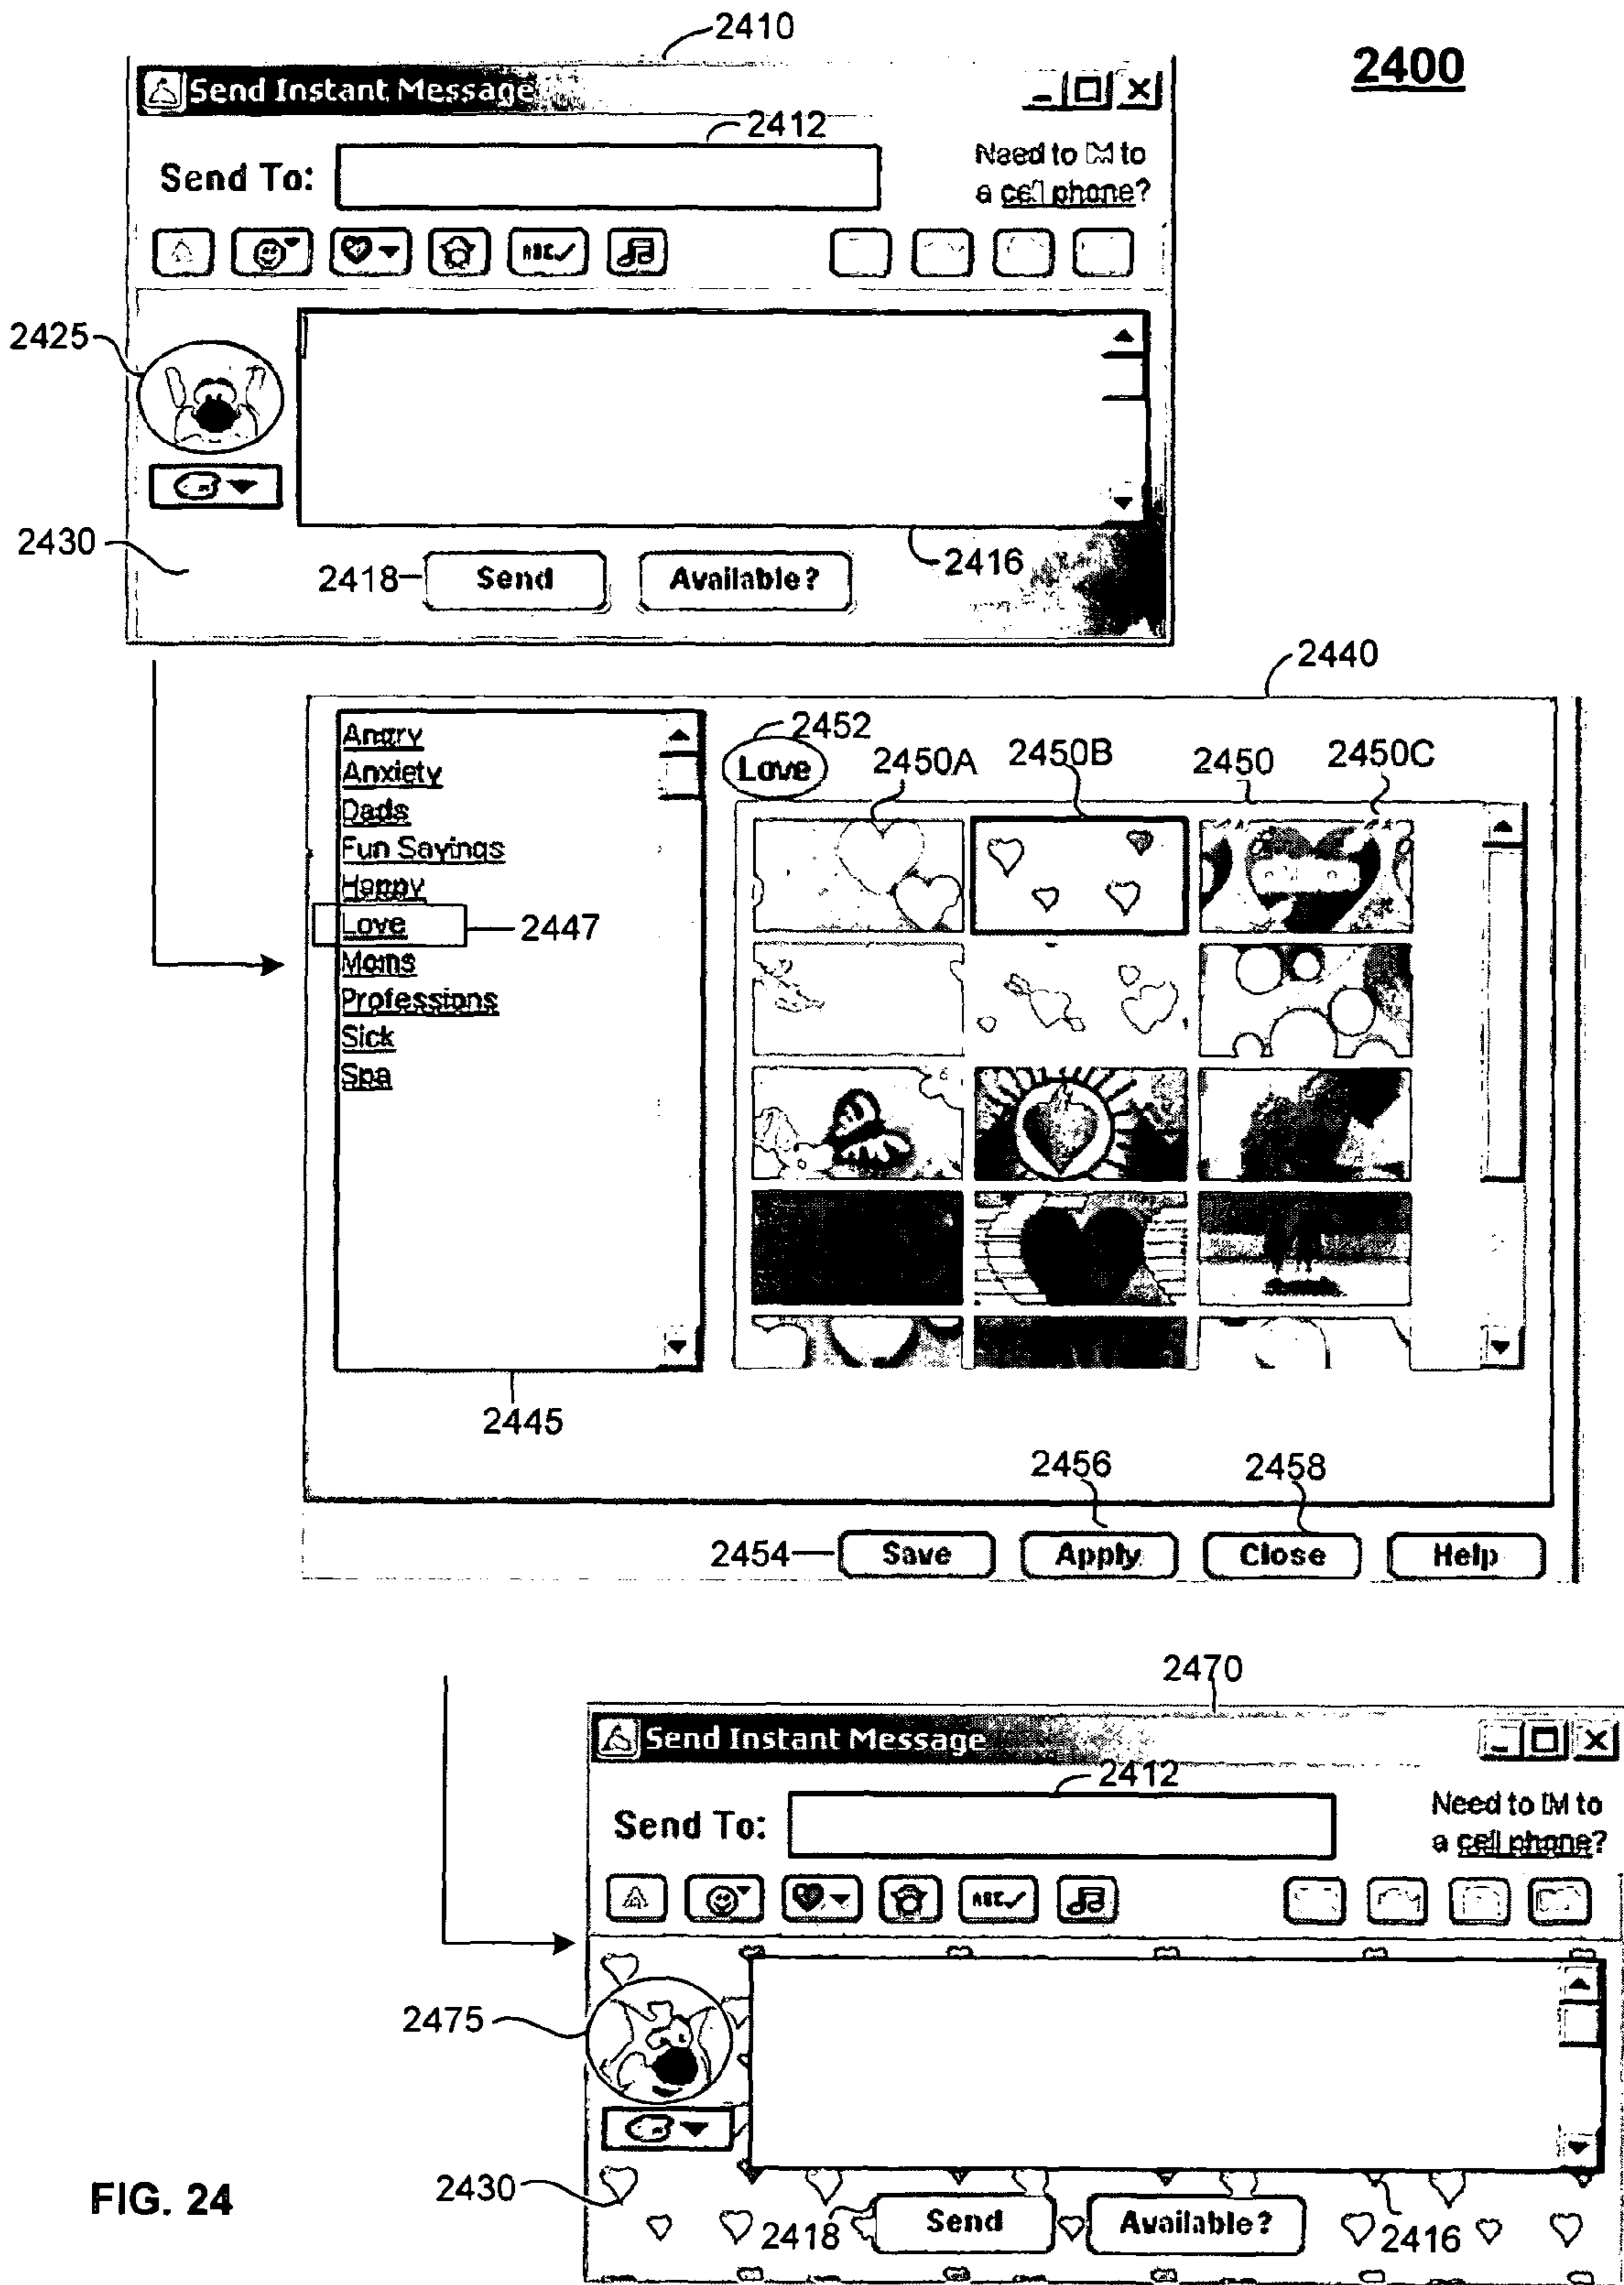 2410
2400
Send Instant Message
2412
Send To:
Need to IM to
a cell phone?
ABC
2425
2430
2418
Send
Available?
2416
2440
Angry
Anxiety
Dads
Fun Sayings
Happy
Love
Moms
Professions
Sick
Spa
2447
2445
2452
Love
2450A
2450B
2450
2450C
2456
2458
2454
Save
Apply
Close
Help
2470
Send Instant Message
2412
Send To:
Need to IM to
a cell phone?
ABC
2475
2430
2418
Send
Available?
2416
FIG. 24